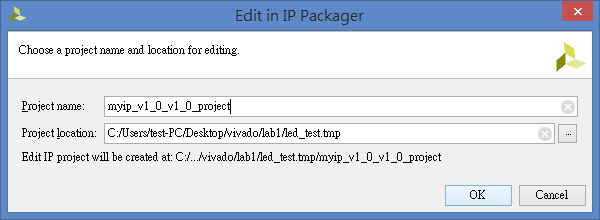 Edit in IP Packager
Choose a project name and location for editing.
Project name: myip_v1_0_v1_0_project
Project location: C:/Users/test-PC/Desktop/vivado/lab1/led_test.tmp ...
Edit IP project will be created at: C:/.../vivado/lab1/led_test.tmp/myip_v1_0_v1_0_project
OK Cancel